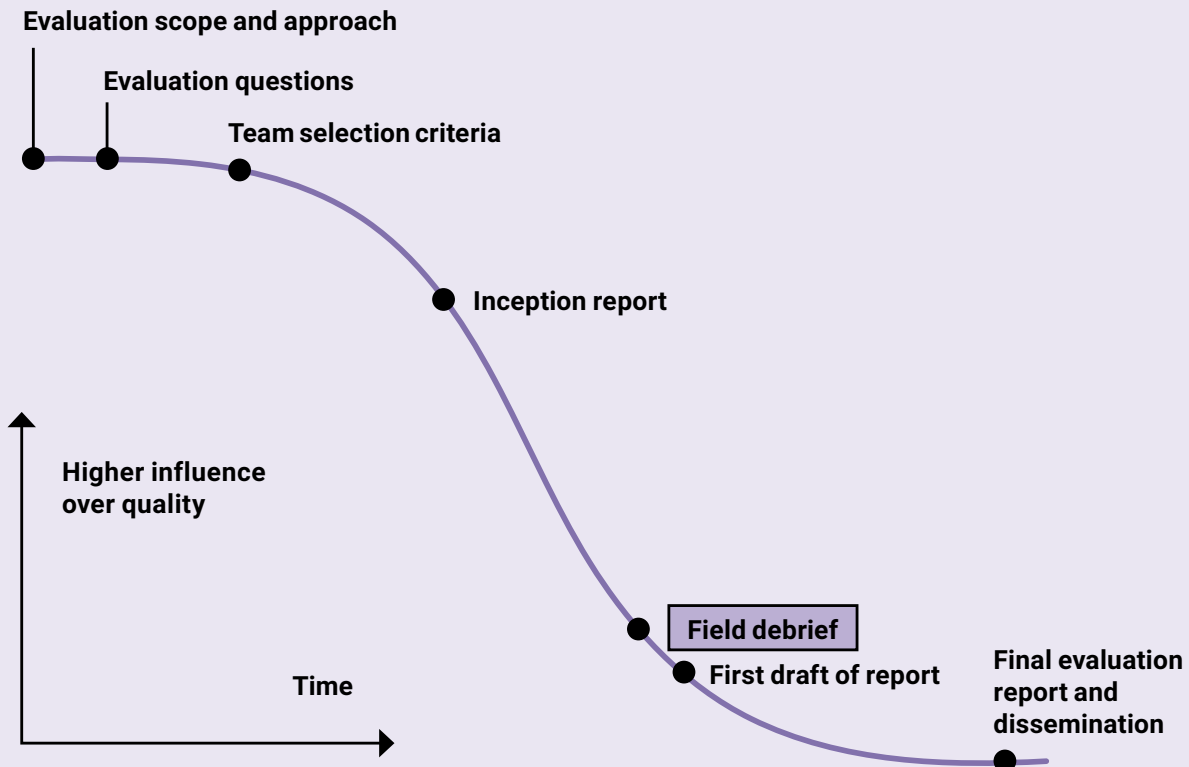 Evaluation scope and approach
Evaluation questions
Team selection criteria
Inception report
Higher influence
over quality
Field debrief
First draft of report
Time
Final evaluation
report and
dissemination